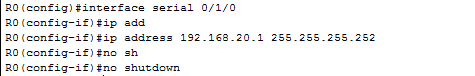 R0(config)#interface serial 0/1/0
R0(config-if)#ip add
R0(config-if)#ip address 192.168.20.1 255.255.255.252
R0(config-if)#no sh
R0(config-if)#no shutdown